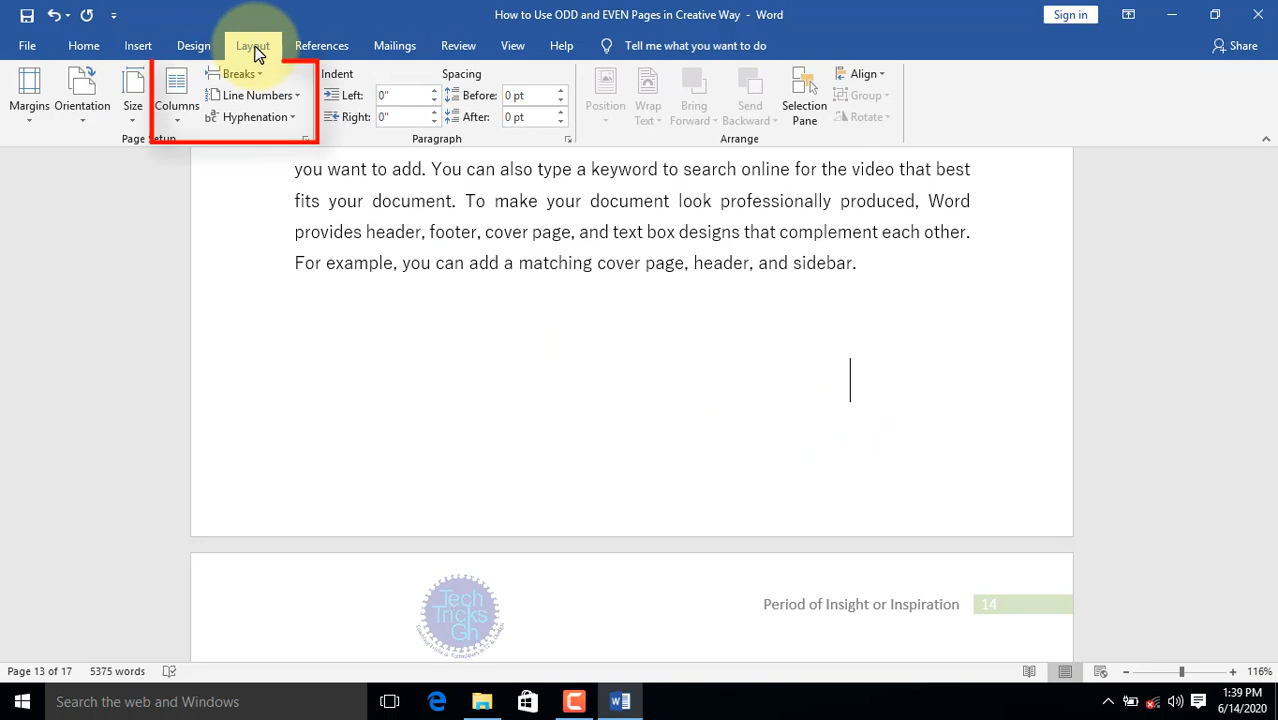 How to Use ODD and EVEN Pages in Creative Way - Word
Sign in
File Home Insert Design Layout References Mailings Review View Help Tell me what you want to do Share
Margins Orientation Size Columns
Breaks
Line Numbers
Hyphenation
Page Setup
Indent Spacing
Left: 0" Before: 0 pt
Right: 0" After: 0 pt
Paragraph
Position Wrap Text Bring Forward Send Backward Selection Pane
Align
Group
Rotate
Arrange
you want to add. You can also type a keyword to search online for the video that best
fits your document. To make your document look professionally produced, Word
provides header, footer, cover page, and text box designs that complement each other.
For example, you can add a matching cover page, header, and sidebar.
Tech
Tricks
Gh
Period of Insight or Inspiration 14
Page 13 of 17 5375 words 116%
Search the web and Windows
1:39 PM
6/14/2020